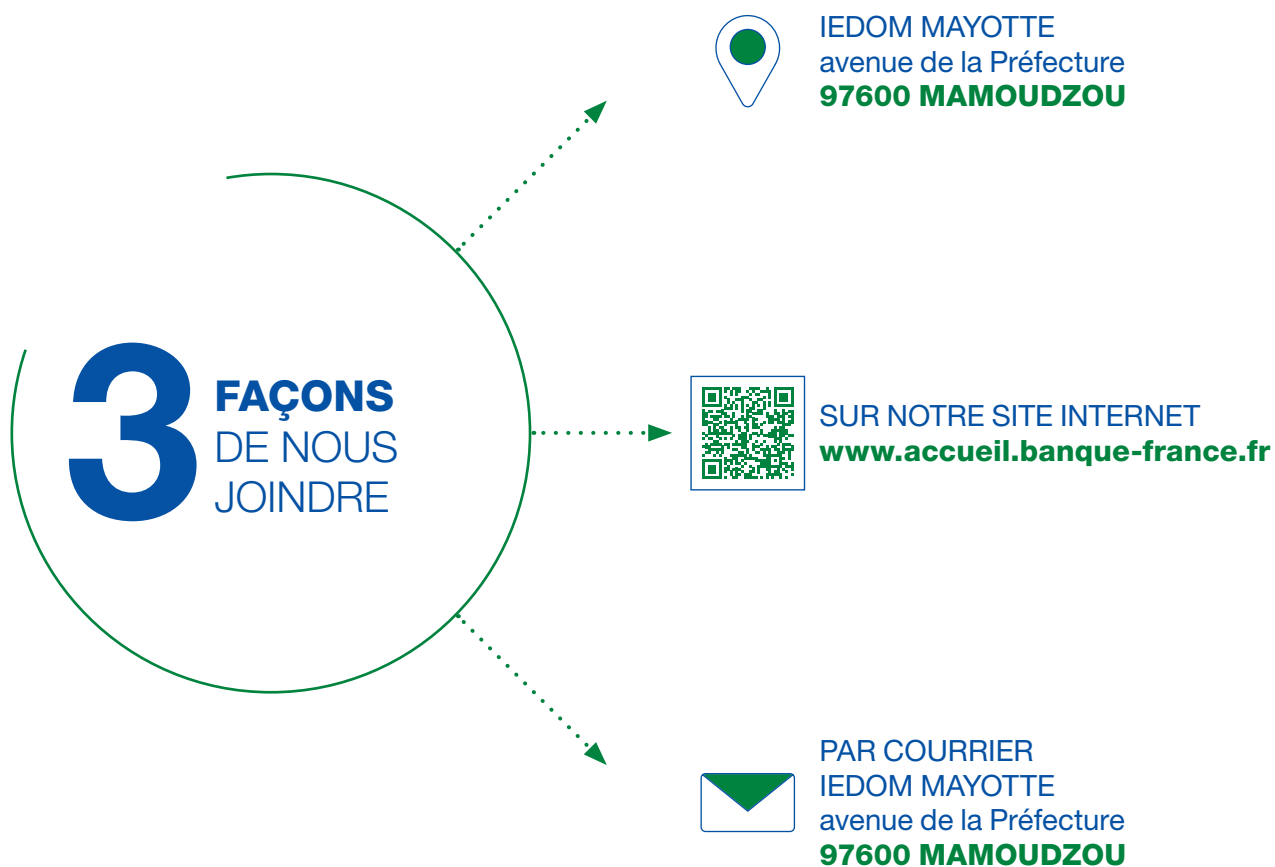 3 FAÇONS
DE NOUS
JOINDRE
IEDOM MAYOTTE
avenue de la Préfecture
97600 MAMOUDZOU
SUR NOTRE SITE INTERNET
www.accueil.banque-france.fr
PAR COURRIER
IEDOM MAYOTTE
avenue de la Préfecture
97600 MAMOUDZOU